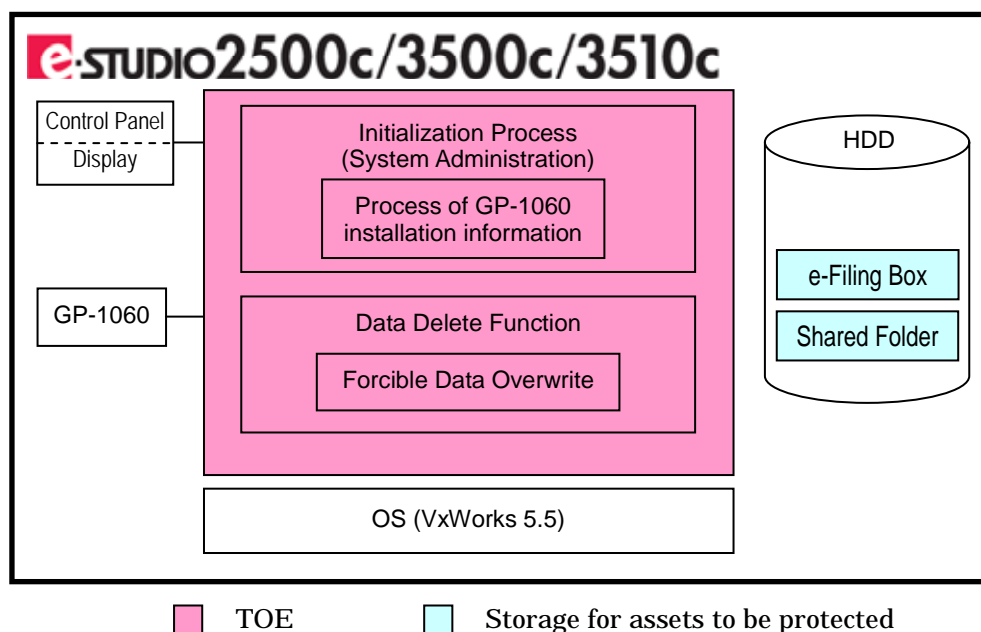 e-STUDIO2500c/3500c/3510c
Control Panel
Display
Initialization Process
(System Administration)
Process of GP-1060
installation information
HDD
e-Filing Box
Shared Folder
GP-1060
Data Delete Function
Forcible Data Overwrite
OS (VxWorks 5.5)
TOE
Storage for assets to be protected